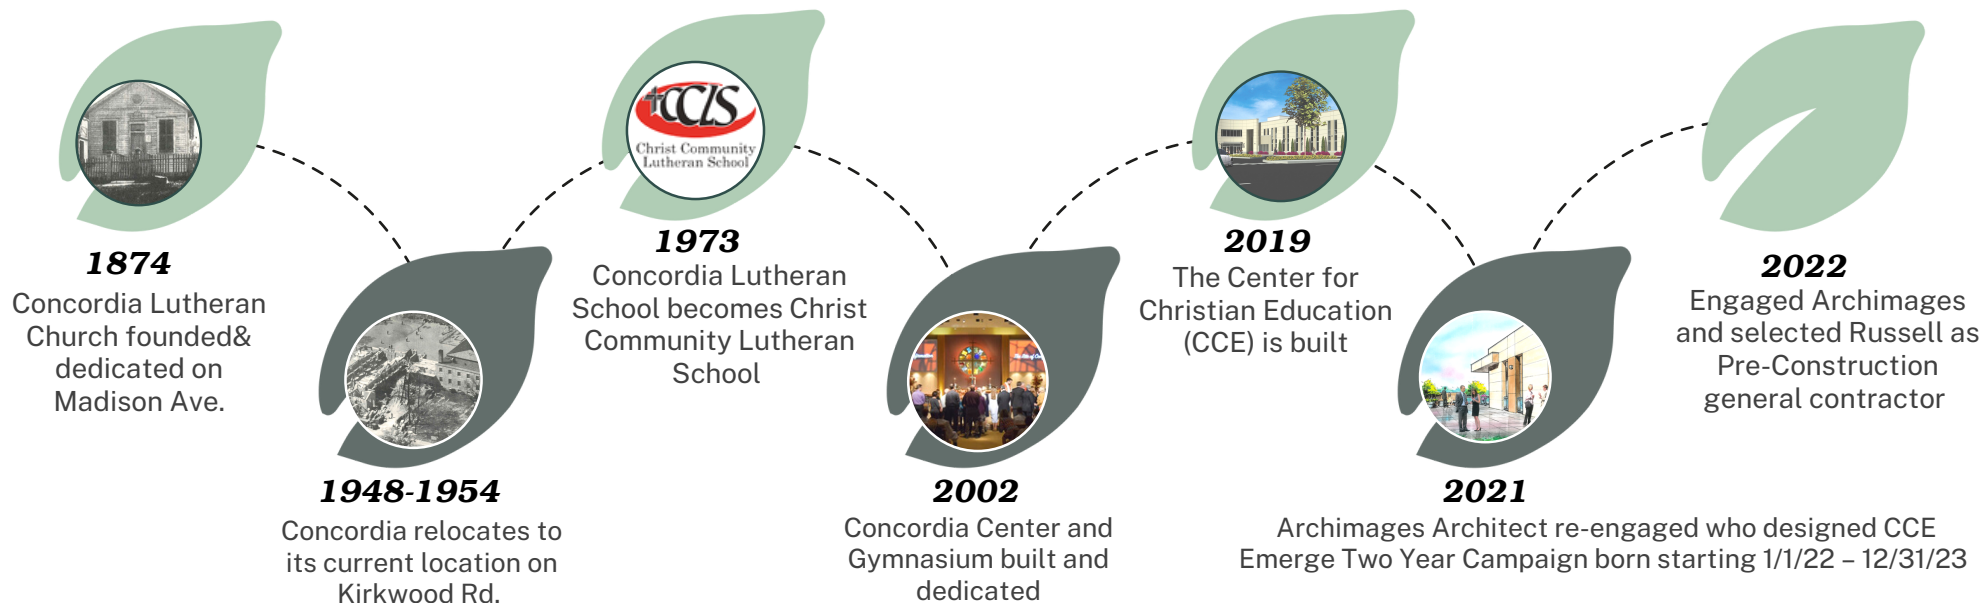 1874
Concordia Lutheran
Church founded&
dedicated on
Madison Ave.
1948-1954
Concordia relocates to
its current location on
Kirkwood Rd.
CCLS
Christ Community
Lutheran School
1973
Concordia Lutheran
School becomes Christ
Community Lutheran
School
2002
Concordia Center and
Gymnasium built and
dedicated
2019
The Center for
Christian Education
(CCE) is built
2021
Archimages Architect re-engaged who designed CCE
Emerge Two Year Campaign born starting 1/1/22 – 12/31/23
2022
Engaged Archimages
and selected Russell as
Pre-Construction
general contractor